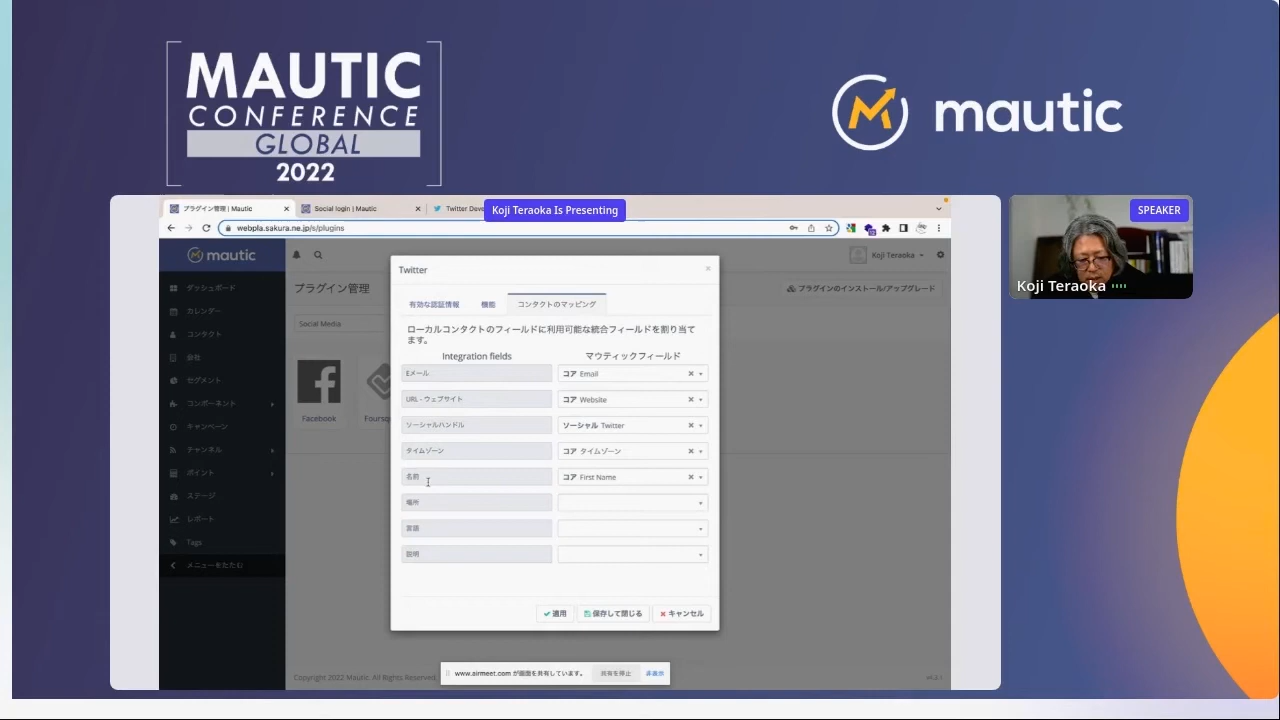 MAUTIC
CONFERENCE
GLOBAL
2022
mautic
プラグイン管理 | Mautic
Social login | Mautic
Twitter Dev
Koji Teraoka Is Presenting
webpla.sakura.ne.jp/s/plugins
SPEAKER
Koji Teraoka
mautic
Koji Teraoka
ダッシュボード
カレンダー
コンタクト
会社
セグメント
コンポーネント
キャンペーン
チャンネル
ポイント
ステージ
レポート
Tags
メニューをたたむ
プラグイン管理
プラグインのインストール/アップグレード
Social Media
Facebook
Foursq
Twitter
有効な認証情報
機能
コンタクトのマッピング
ローカルコンタクトのフィールドに利用可能な統合フィールドを割り当て
ます。
Integration fields
マウティックフィールド
Eメール
コア Email
URL - ウェブサイト
コア Website
ソーシャルハンドル
ソーシャル Twitter
タイムゾーン
コア タイムゾーン
名前
コア First Name
場所
言語
説明
適用
保存して閉じる
キャンセル
Copyright 2022 Mautic. All Rights Reserved.
www.airmeet.com が画面を共有しています。
共有を停止
非表示